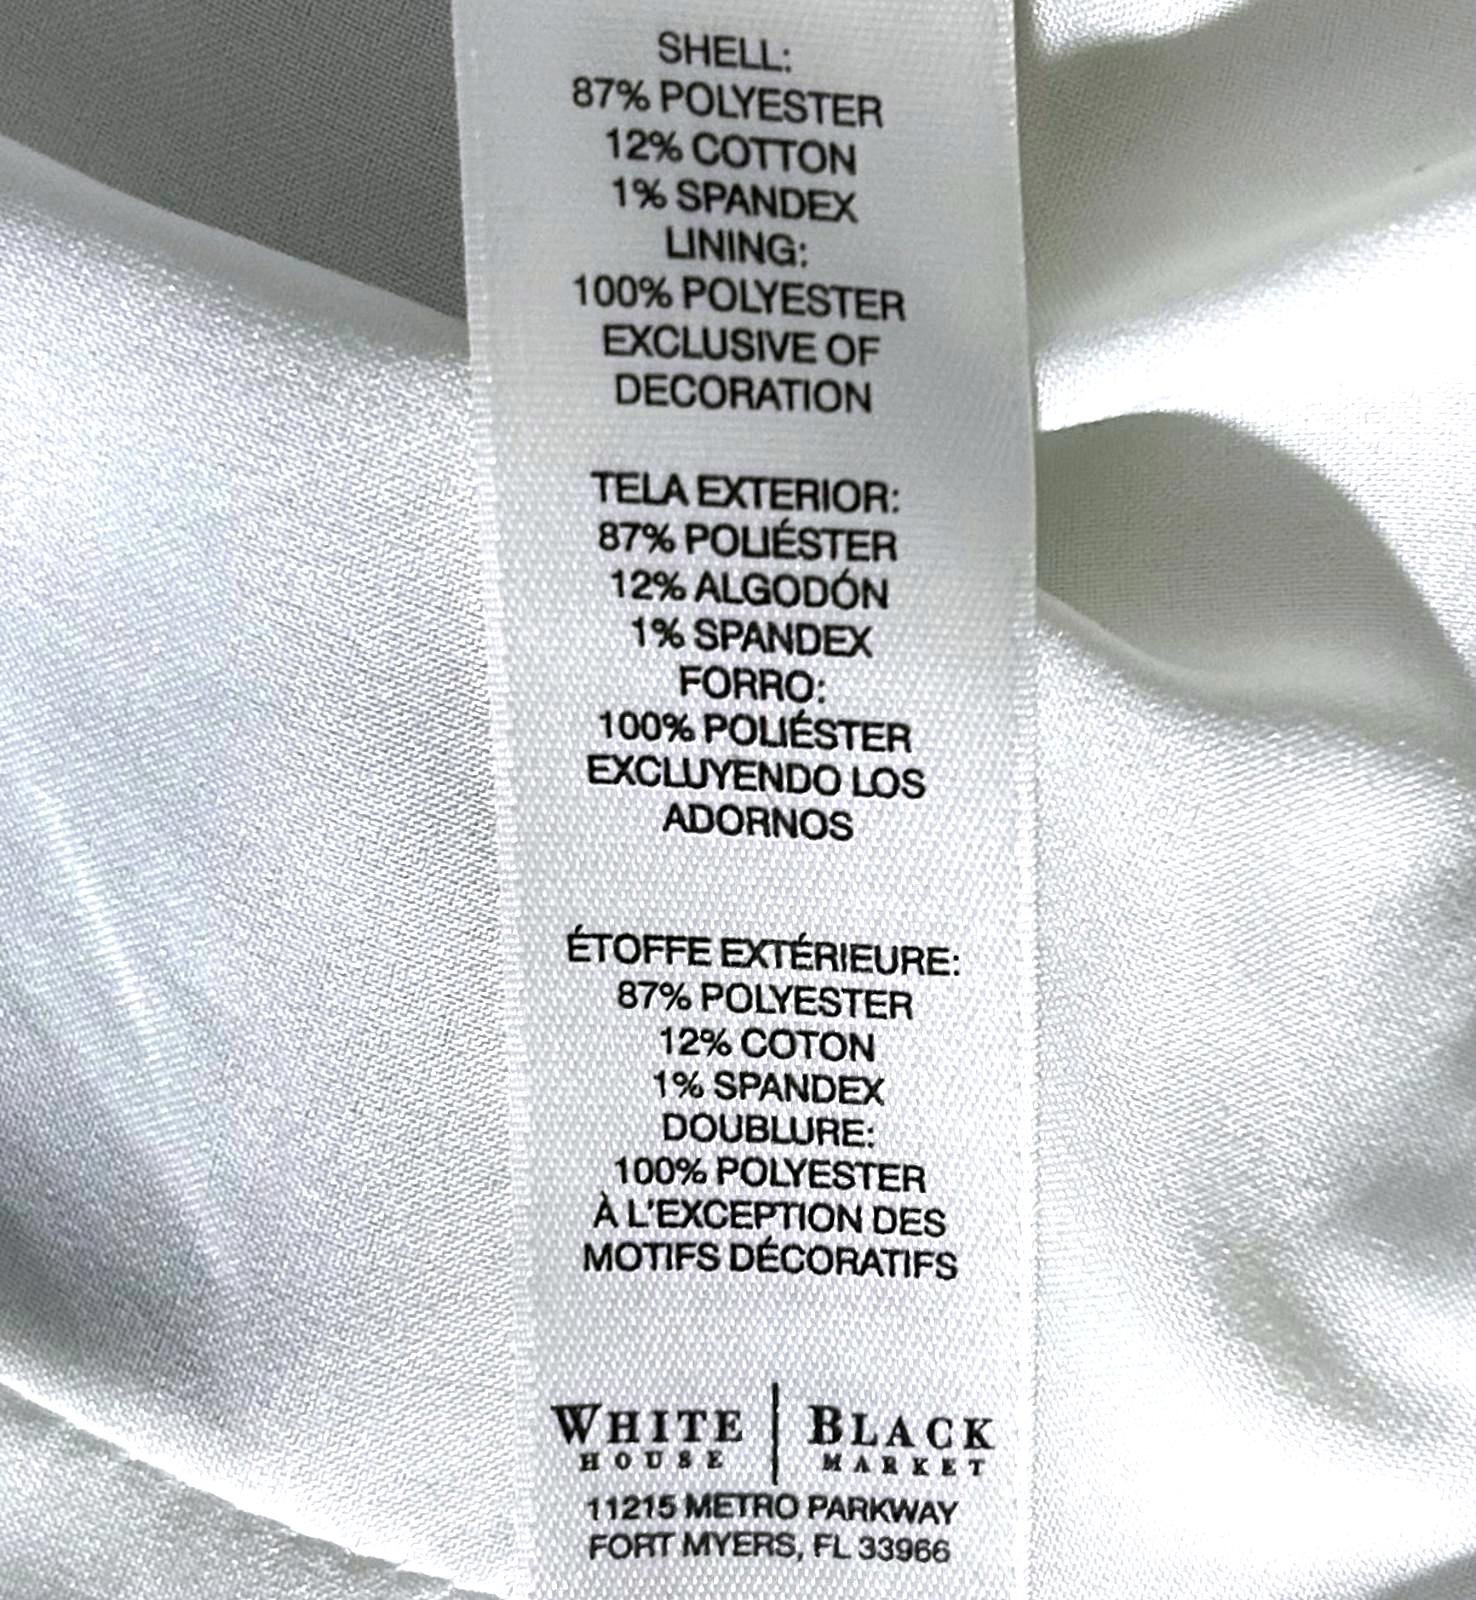 SHELL:
87% POLYESTER
12% COTTON
1% SPANDEX
LINING:
100% POLYESTER
EXCLUSIVE OF
DECORATION
TELA EXTERIOR:
87% POLIÉSTER
12% ALGODÓN
1% SPANDEX
FORRO:
100% POLIÉSTER
EXCLUYENDO LOS
ADORNOS
ÉTOFFE EXTÉRIEURE:
87% POLYESTER
12% COTON
1% SPANDEX
DOUBLURE:
100% POLYESTER
À L'EXCEPTION DES
MOTIFS DÉCORATIFS
WHITE | BLACK
HOUSE MARKET
11215 METRO PARKWAY
FORT MYERS, FL 33966